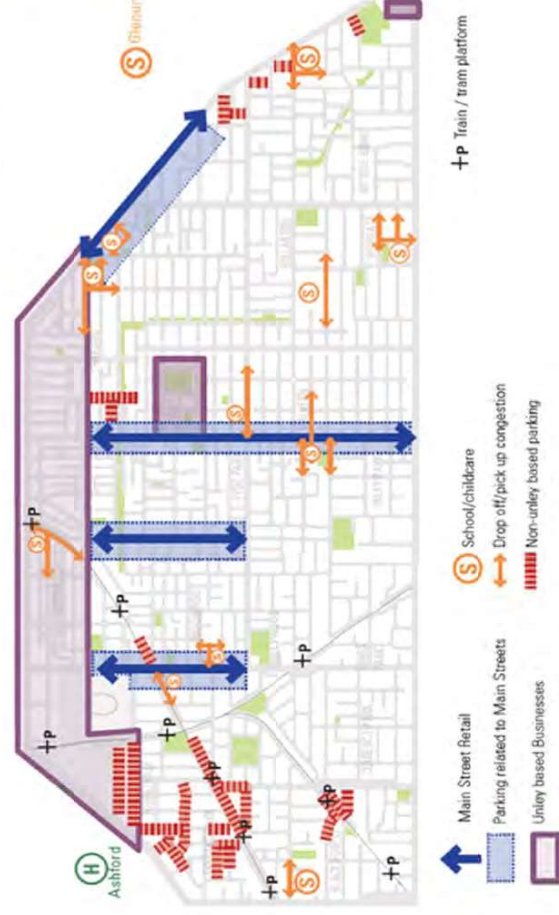 Glenun
S
S
S
S
S
S
S
S
S
S
S
S
H
Ashford
+P
+P
+P
+P
+P
+P
+P
+P
+P
Main Street Retail
Parking related to Main Streets
Unley based Businesses
S School/childcare
Drop off/pick up congestion
Non-unley based parking
+P Train / tram platform